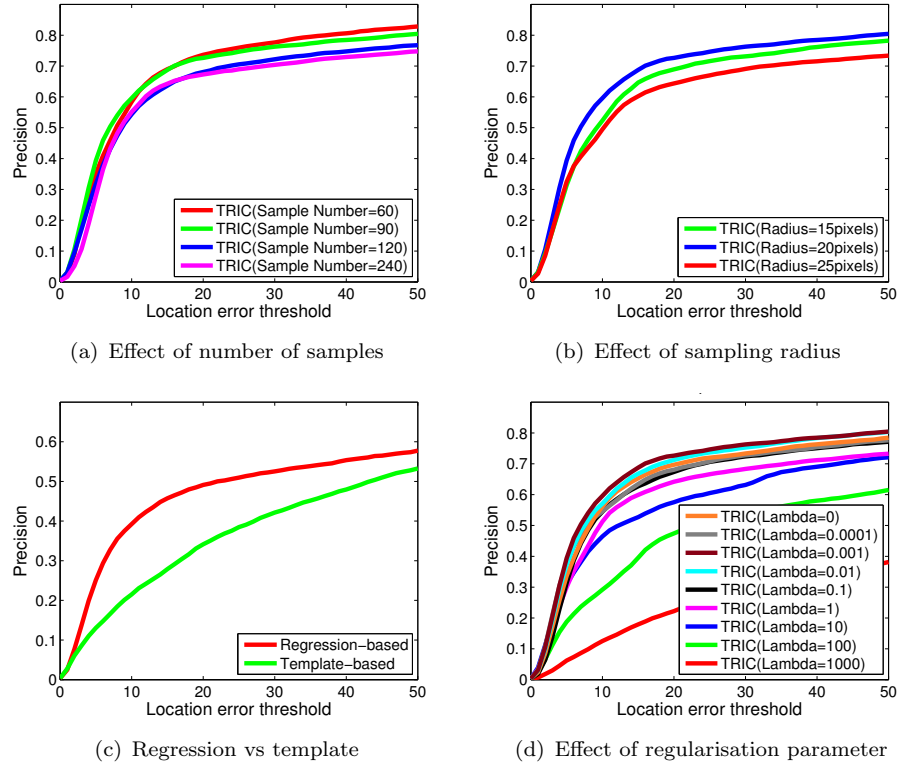 0.8
0.7
0.6
0.5
0.4
0.3
0.2
0.1
0
Precision
TRIC(Sample Number=60)
TRIC(Sample Number=90)
TRIC(Sample Number=120)
TRIC(Sample Number=240)
0 10 20 30 40 50
Location error threshold
(a) Effect of number of samples
0.8
0.7
0.6
0.5
0.4
0.3
0.2
0.1
0
Precision
TRIC(Radius=15pixels)
TRIC(Radius=20pixels)
TRIC(Radius=25pixels)
0 10 20 30 40 50
Location error threshold
(b) Effect of sampling radius
0.6
0.5
0.4
0.3
0.2
0.1
0
Precision
Regression-based
Template-based
0 10 20 30 40 50
Location error threshold
(c) Regression vs template
0.8
0.7
0.6
0.5
0.4
0.3
0.2
0.1
0
Precision
TRIC(Lambda=0)
TRIC(Lambda=0.0001)
TRIC(Lambda=0.001)
TRIC(Lambda=0.01)
TRIC(Lambda=0.1)
TRIC(Lambda=1)
TRIC(Lambda=10)
TRIC(Lambda=100)
TRIC(Lambda=1000)
0 10 20 30 40 50
Location error threshold
(d) Effect of regularisation parameter